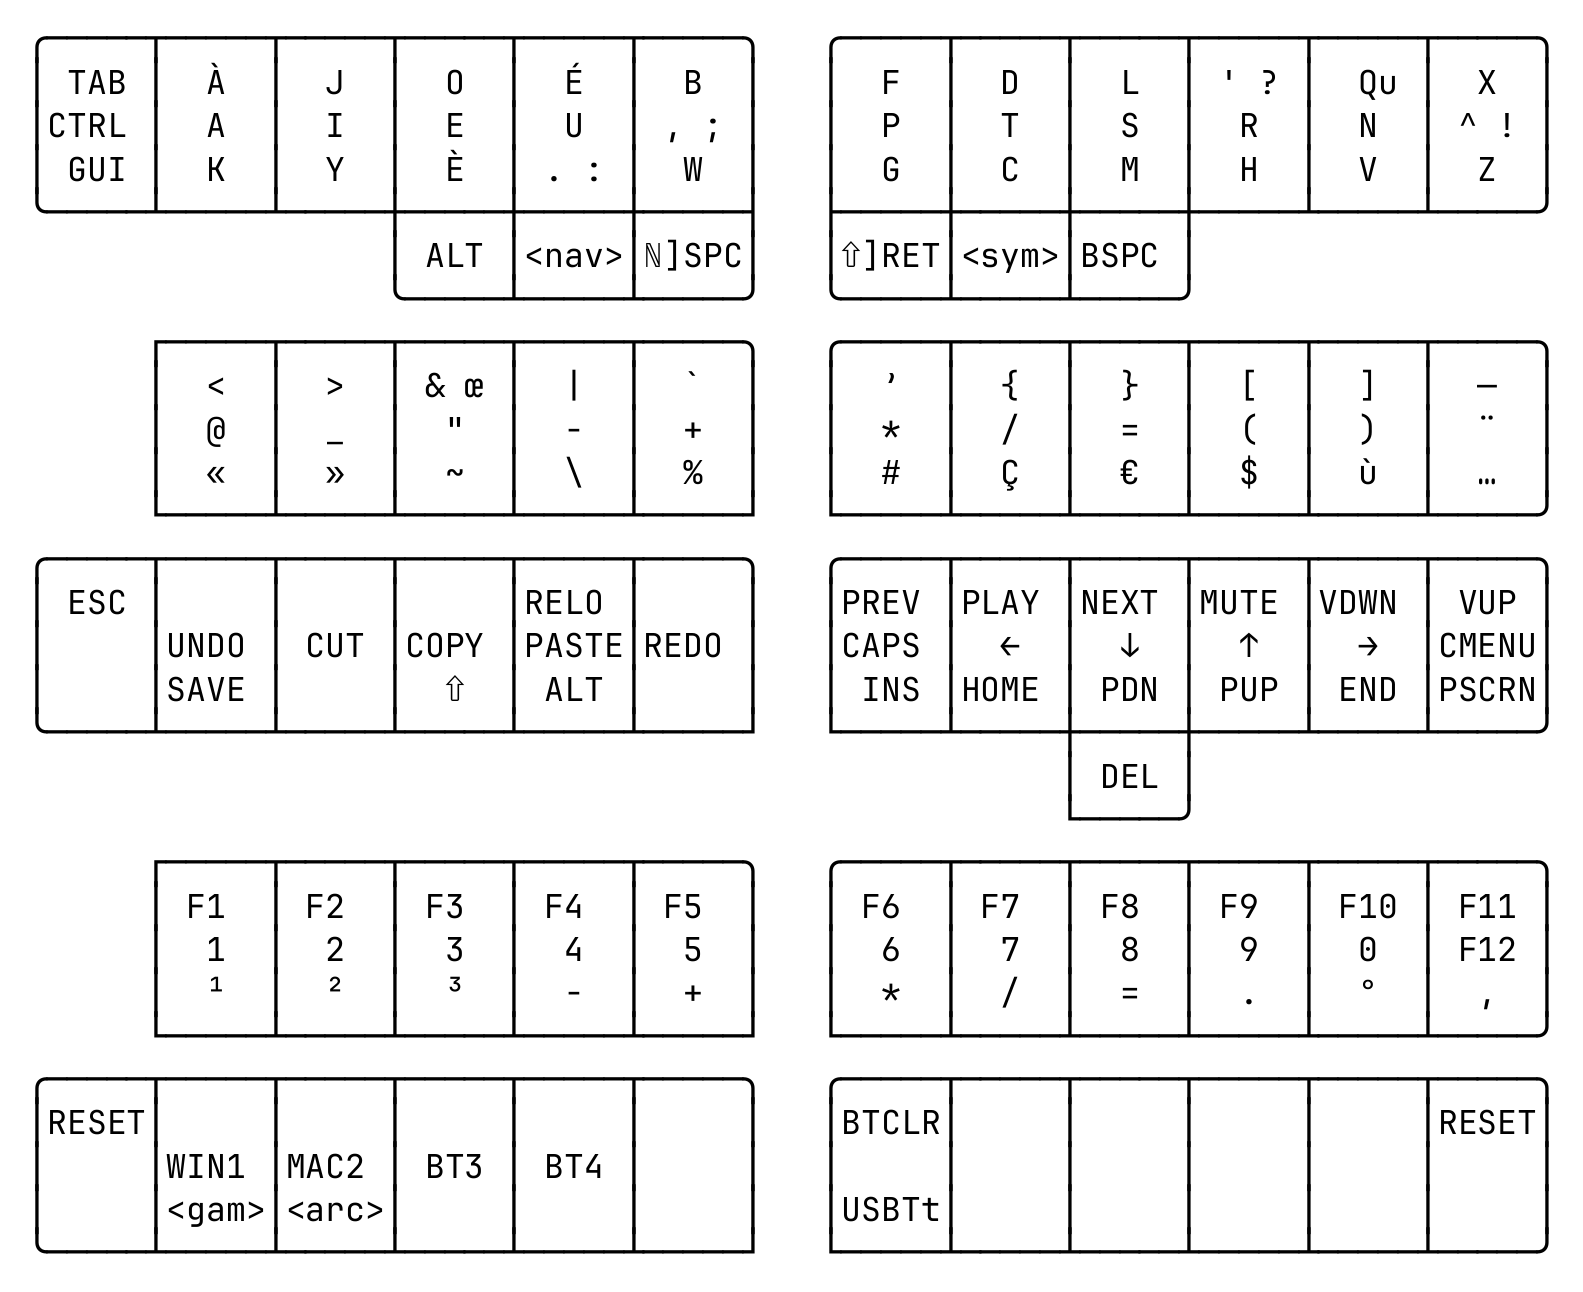 TAB À J O É B F D L ' ? Qu X
CTRL A I E U , ; P T S R N ^ !
GUI K Y È . : W G C M H V Z
ALT <nav> ℕ]SPC ⇧]RET <sym> BSPC
< > & œ | ` ’ { } [ ] —
@ _ " - + * / = ( ) ¨
« » ~ \ % # Ç € $ ù …
ESC RELO PREV PLAY NEXT MUTE VDWN VUP
UNDO CUT COPY PASTE REDO CAPS ← ↓ ↑ → CMENU
SAVE ⇧ ALT INS HOME PDN PUP END PSCRN
DEL
F1 F2 F3 F4 F5 F6 F7 F8 F9 F10 F11
1 2 3 4 5 6 7 8 9 0 F12
¹ ² ³ - + * / = . ° ,
RESET BTCLR RESET
WIN1 MAC2 BT3 BT4
<gam> <arc> USBTt